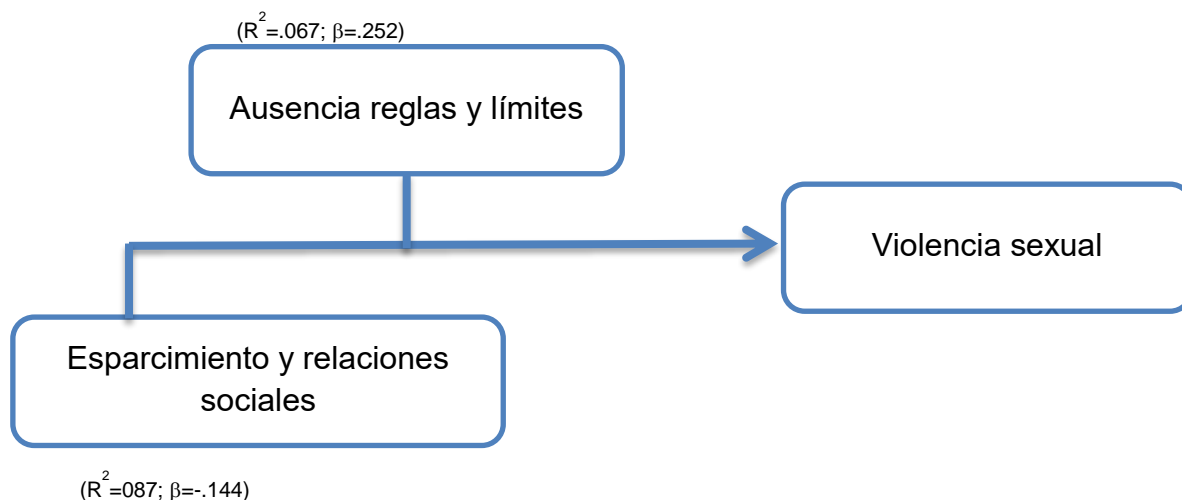 (R²=.067; β=.252)
Ausencia reglas y límites
Violencia sexual
Esparcimiento y relaciones
sociales
(R²=087; β=-.144)